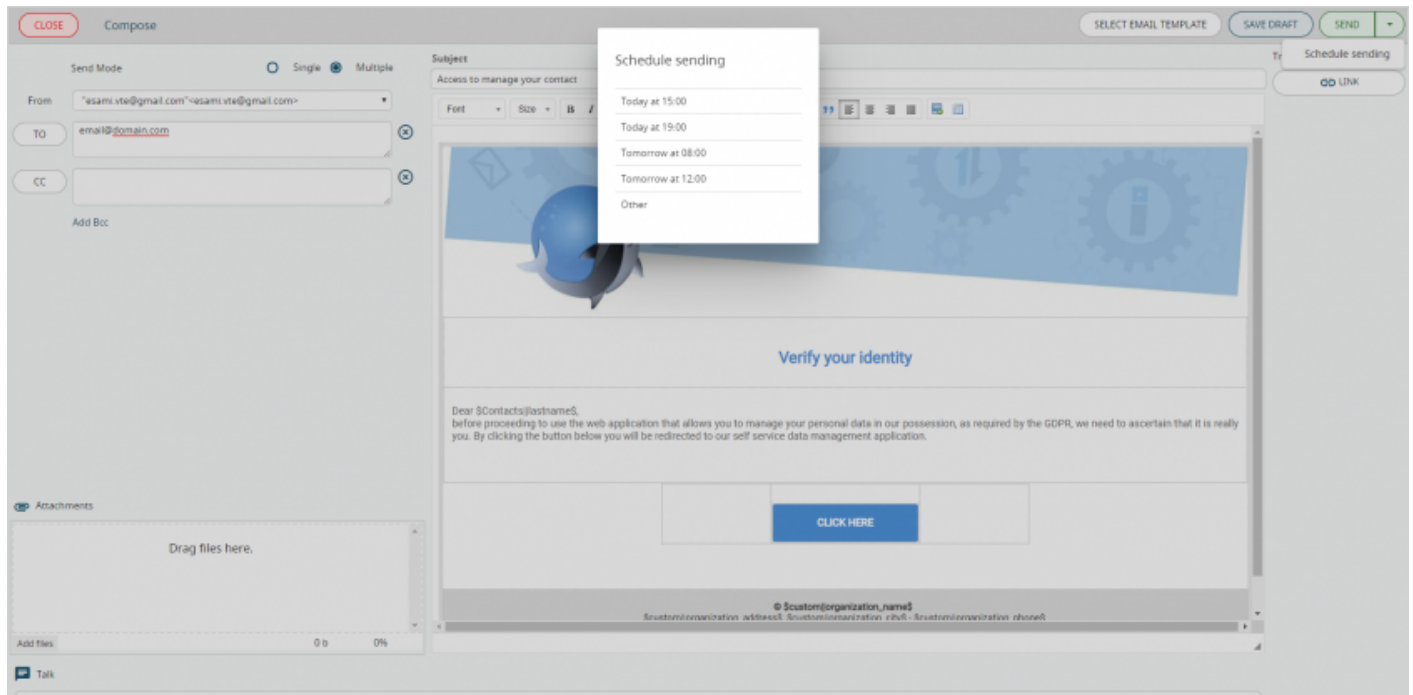 CLOSE
Compose
SELECT EMAIL TEMPLATE
SAVE DRAFT
SEND
Schedule sending
LINK
Send Mode
Single
Multiple
From
"esami.vte@gmail.com"<esami.vte@gmail.com>
TO
email@domain.com
CC
Add Bcc
Subject
Access to manage your contact
Font
Size
B
I
Schedule sending
Today at 15:00
Today at 19:00
Tomorrow at 08:00
Tomorrow at 12:00
Other
Verify your identity
Dear $Contacts||lastname$,
before proceeding to use the web application that allows you to manage your personal data in our possession, as required by the GDPR, we need to ascertain that it is really
you. By clicking the button below you will be redirected to our self service data management application.
CLICK HERE
© $custom||organization_name$
$custom||organization_address$, $custom||organization_city$ - $custom||organization_phone$
Attachments
Drag files here.
Add files
0 b
0%
Talk